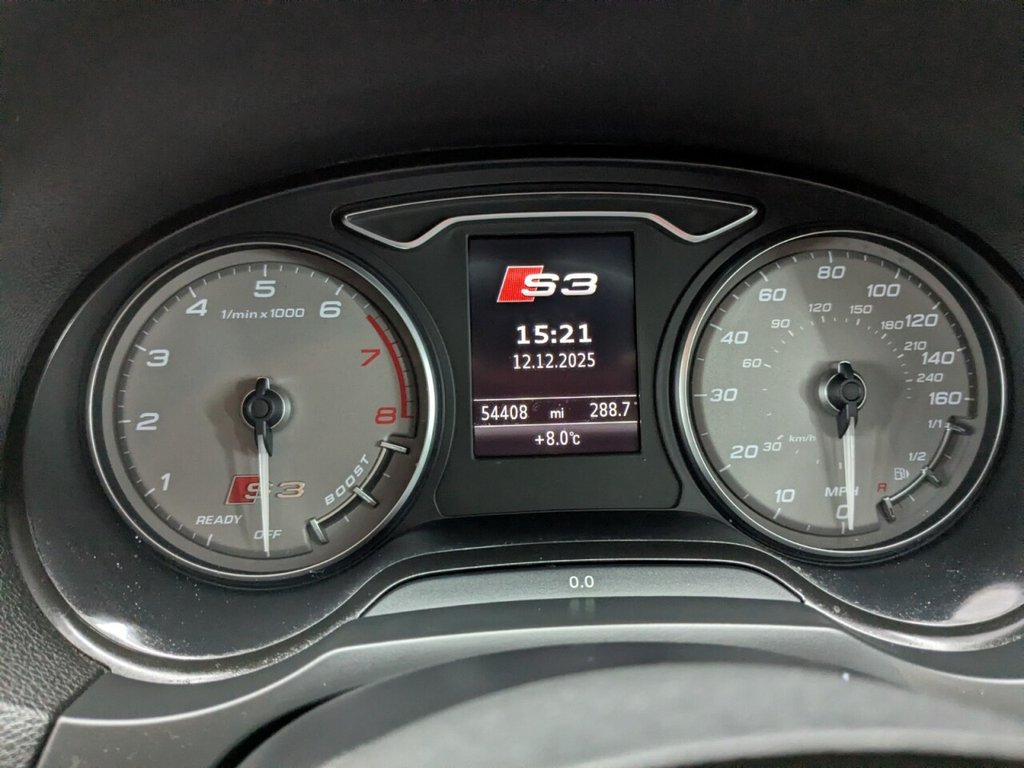 S3
15:21
12.12.2025
54408 mi 288.7
+8.0°C
4 5 6
1/min x 1000
3 7
2 8
1
S3
BOOST
READY
OFF
80
60 100
120 150
90 180 120
40 210
60 140
240
30 160
1/1
20 30 km/h
1/2
10 MPH R
0
0.0